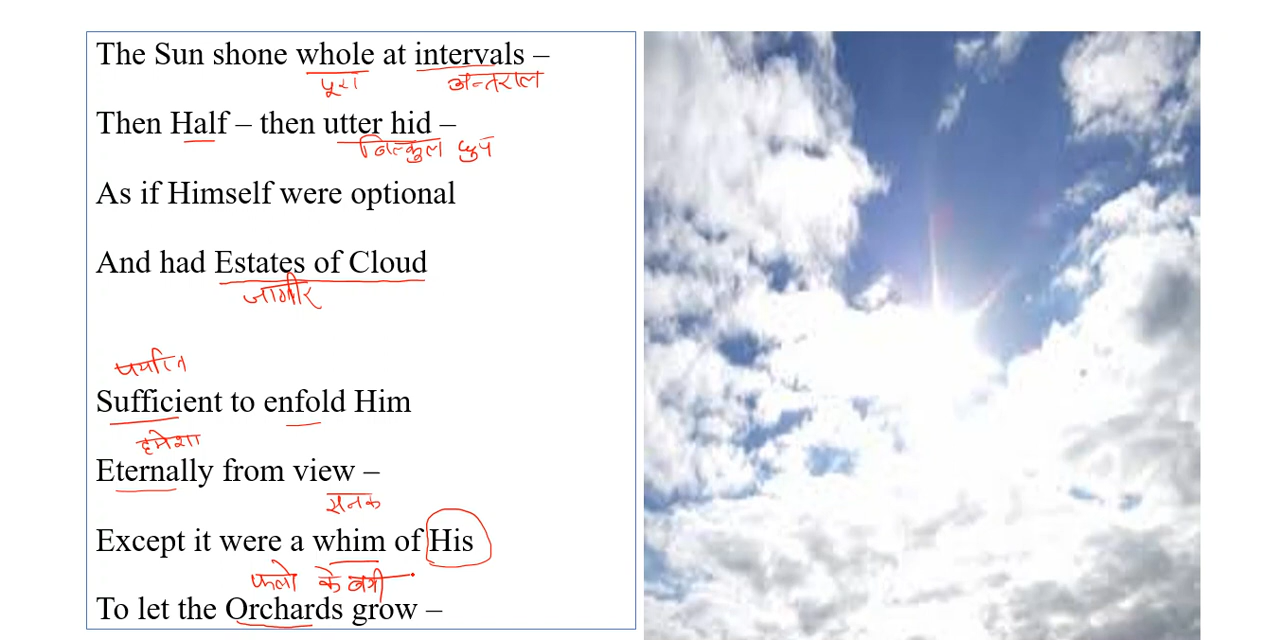 The Sun shone whole at intervals –
पूरा अन्तराल
Then Half – then utter hid –
बिल्कुल छुप
As if Himself were optional
And had Estates of Cloud
जागीर
पर्याप्त
Sufficient to enfold Him
हमेशा
Eternally from view –
सनक
Except it were a whim of His
फलो के
To let the Orchards grow –